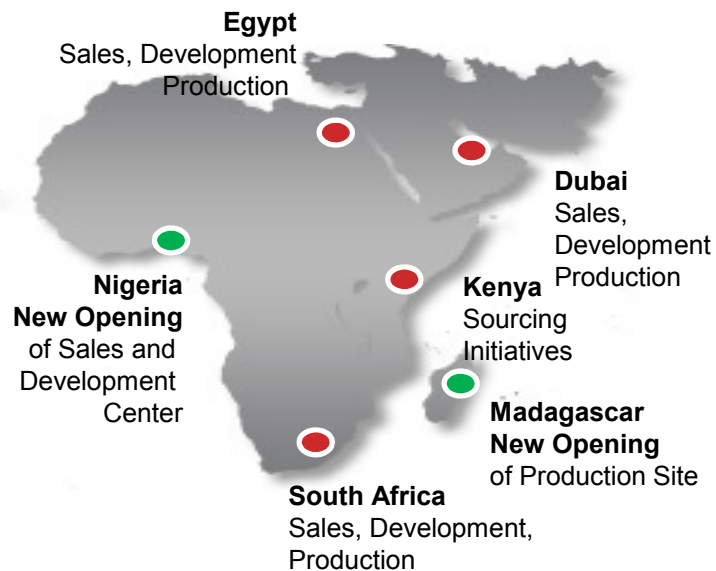 Egypt
Sales, Development
Production
Dubai
Sales,
Development
Production
Nigeria
New Opening
of Sales and
Development
Center
Kenya
Sourcing
Initiatives
Madagascar
New Opening
of Production Site
South Africa
Sales, Development,
Production